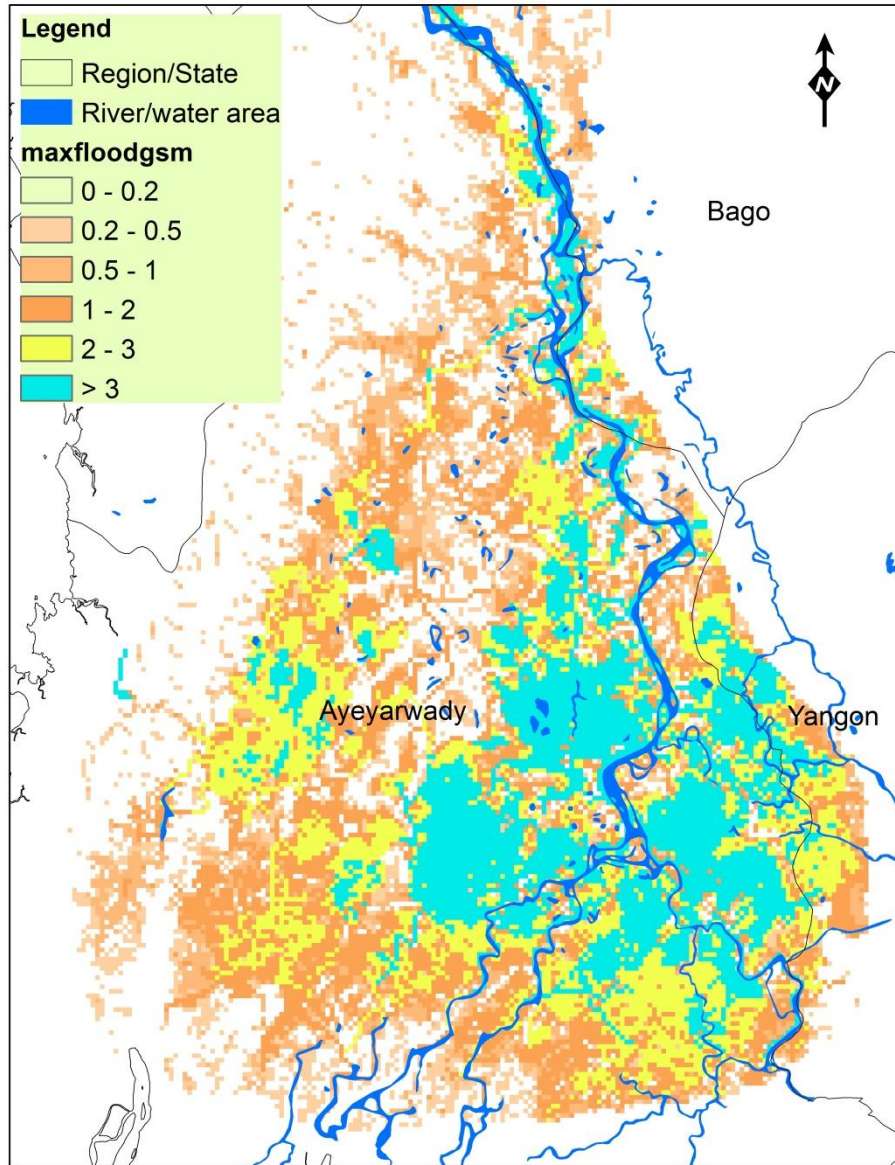 Legend
Region/State
River/water area
maxfloodgsm
0 - 0.2
0.2 - 0.5
0.5 - 1
1 - 2
2 - 3
> 3
N
Bago
Ayeyarwady
Yangon